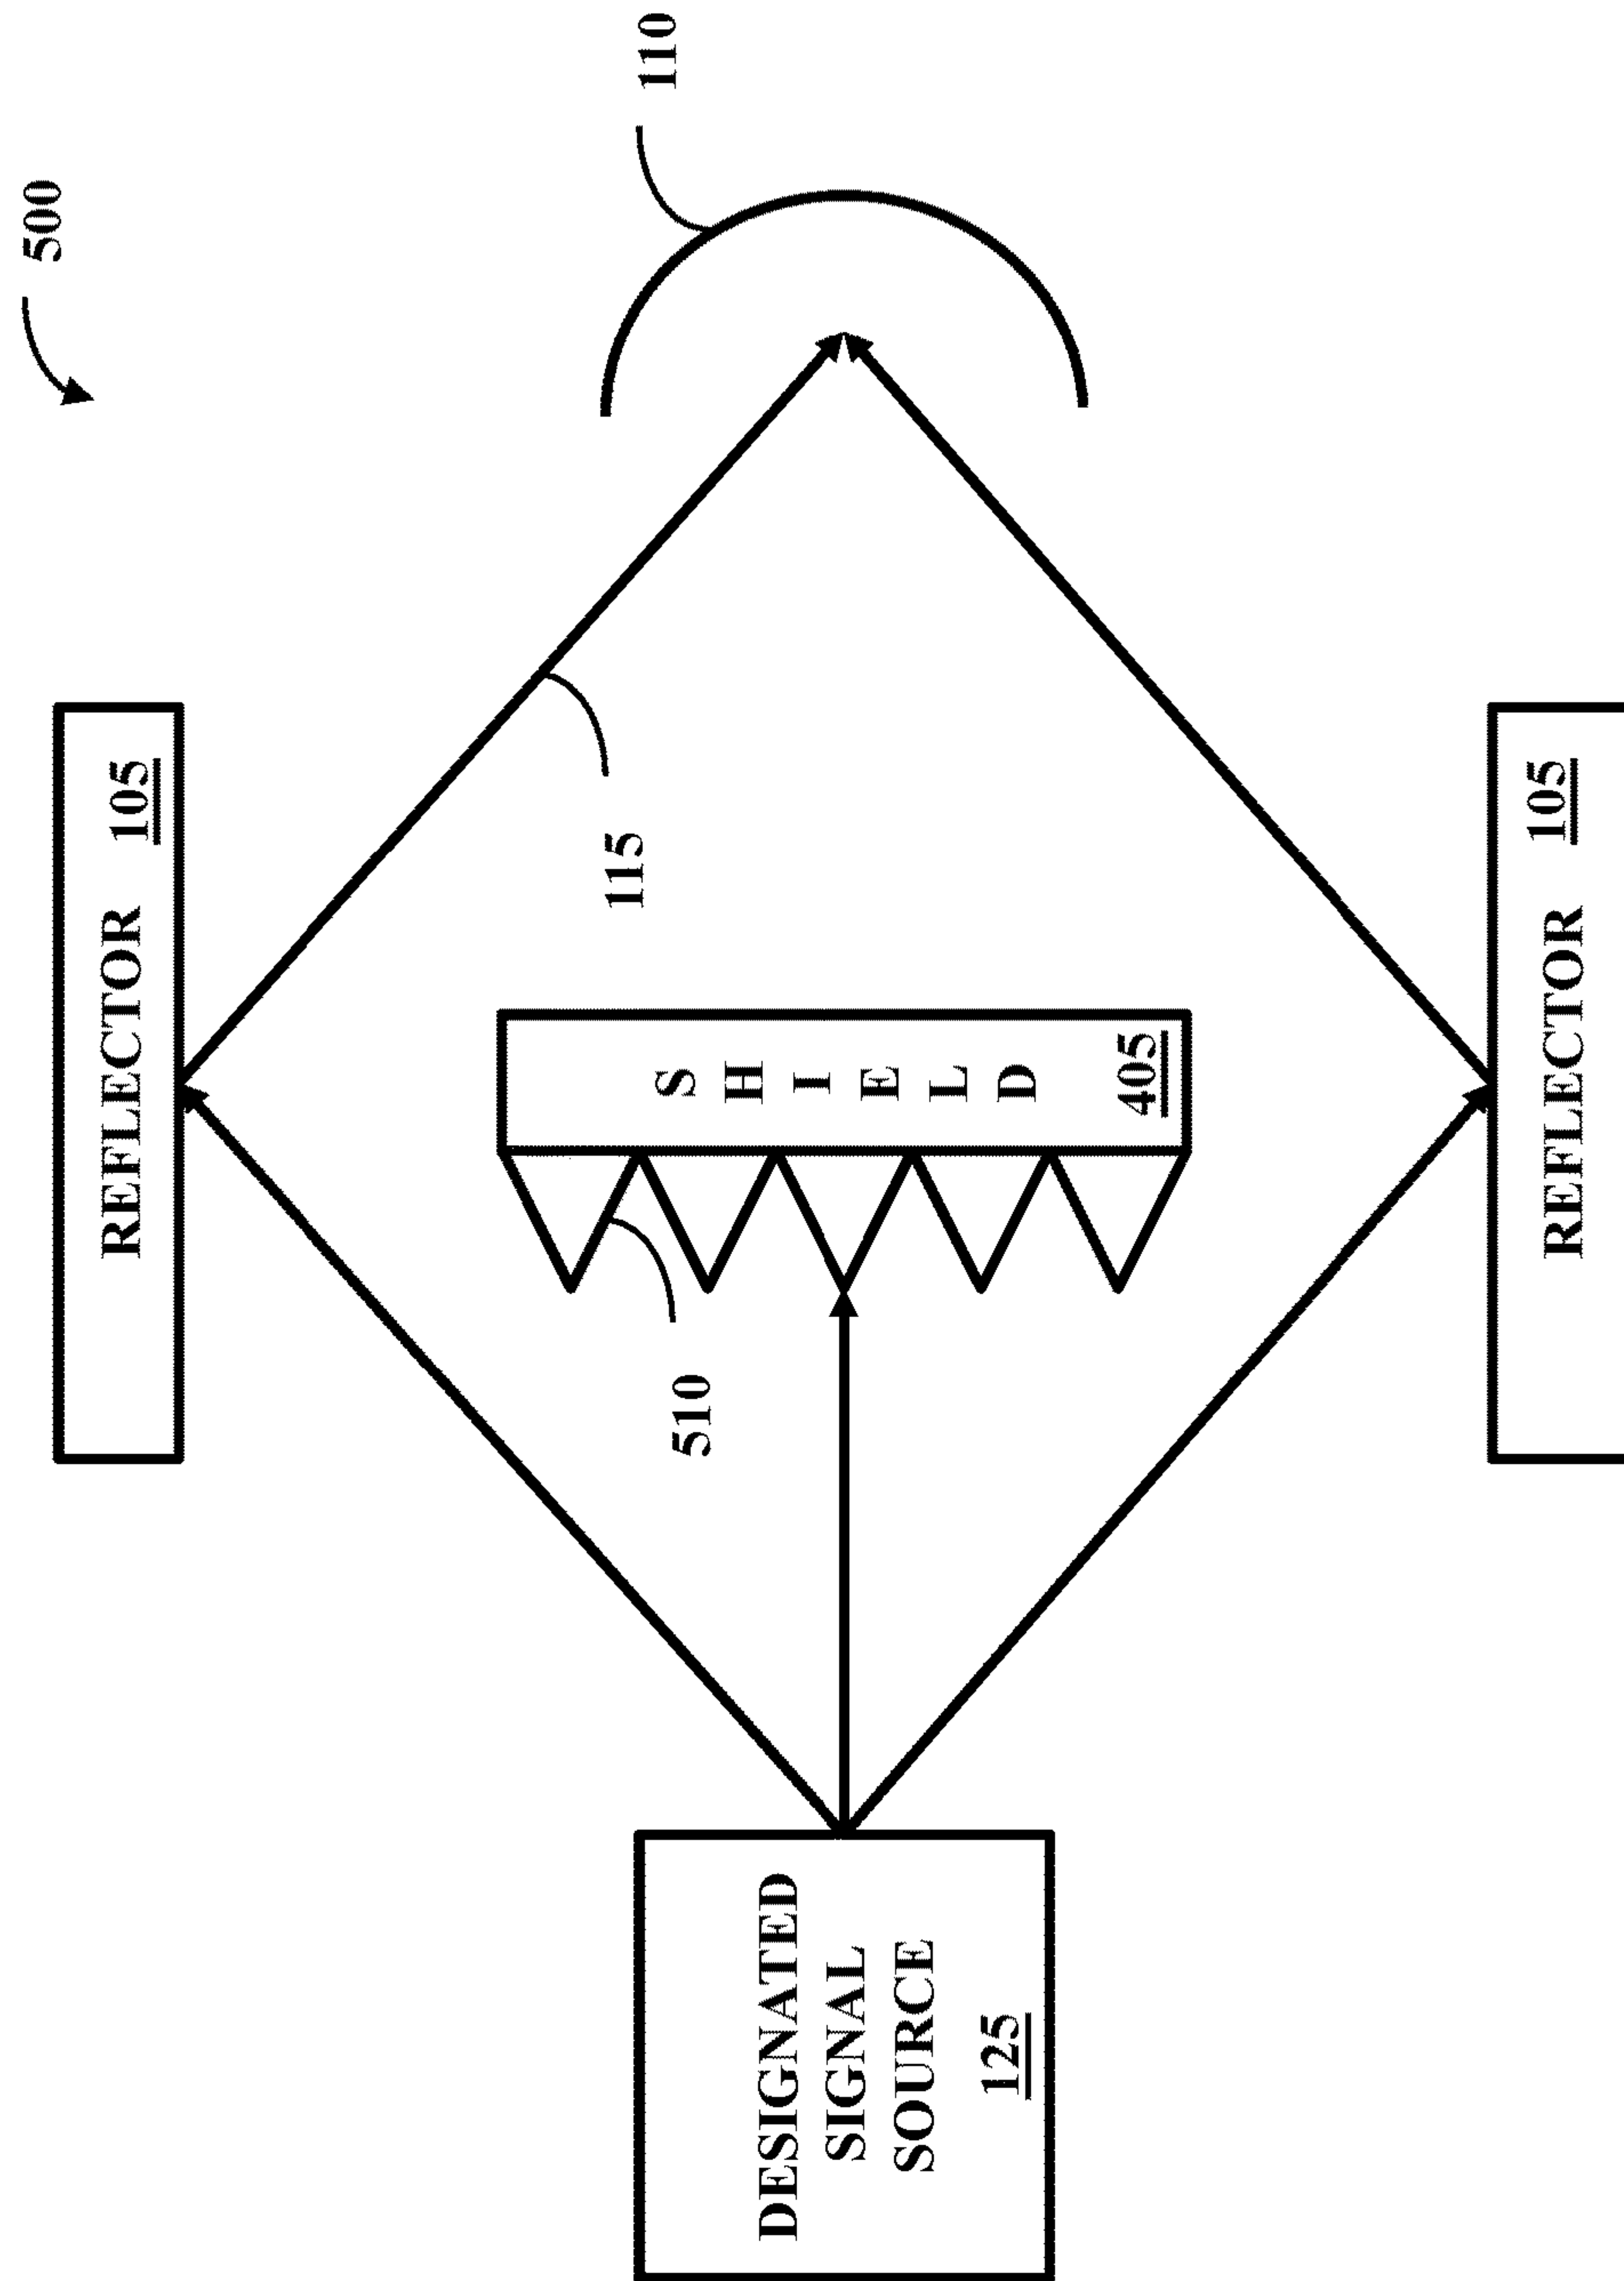 500
110
REFLECTOR 105
115
S
H
I
E
L
D
405
510
DESIGNATED
SIGNAL
SOURCE
125
REFLECTOR 105